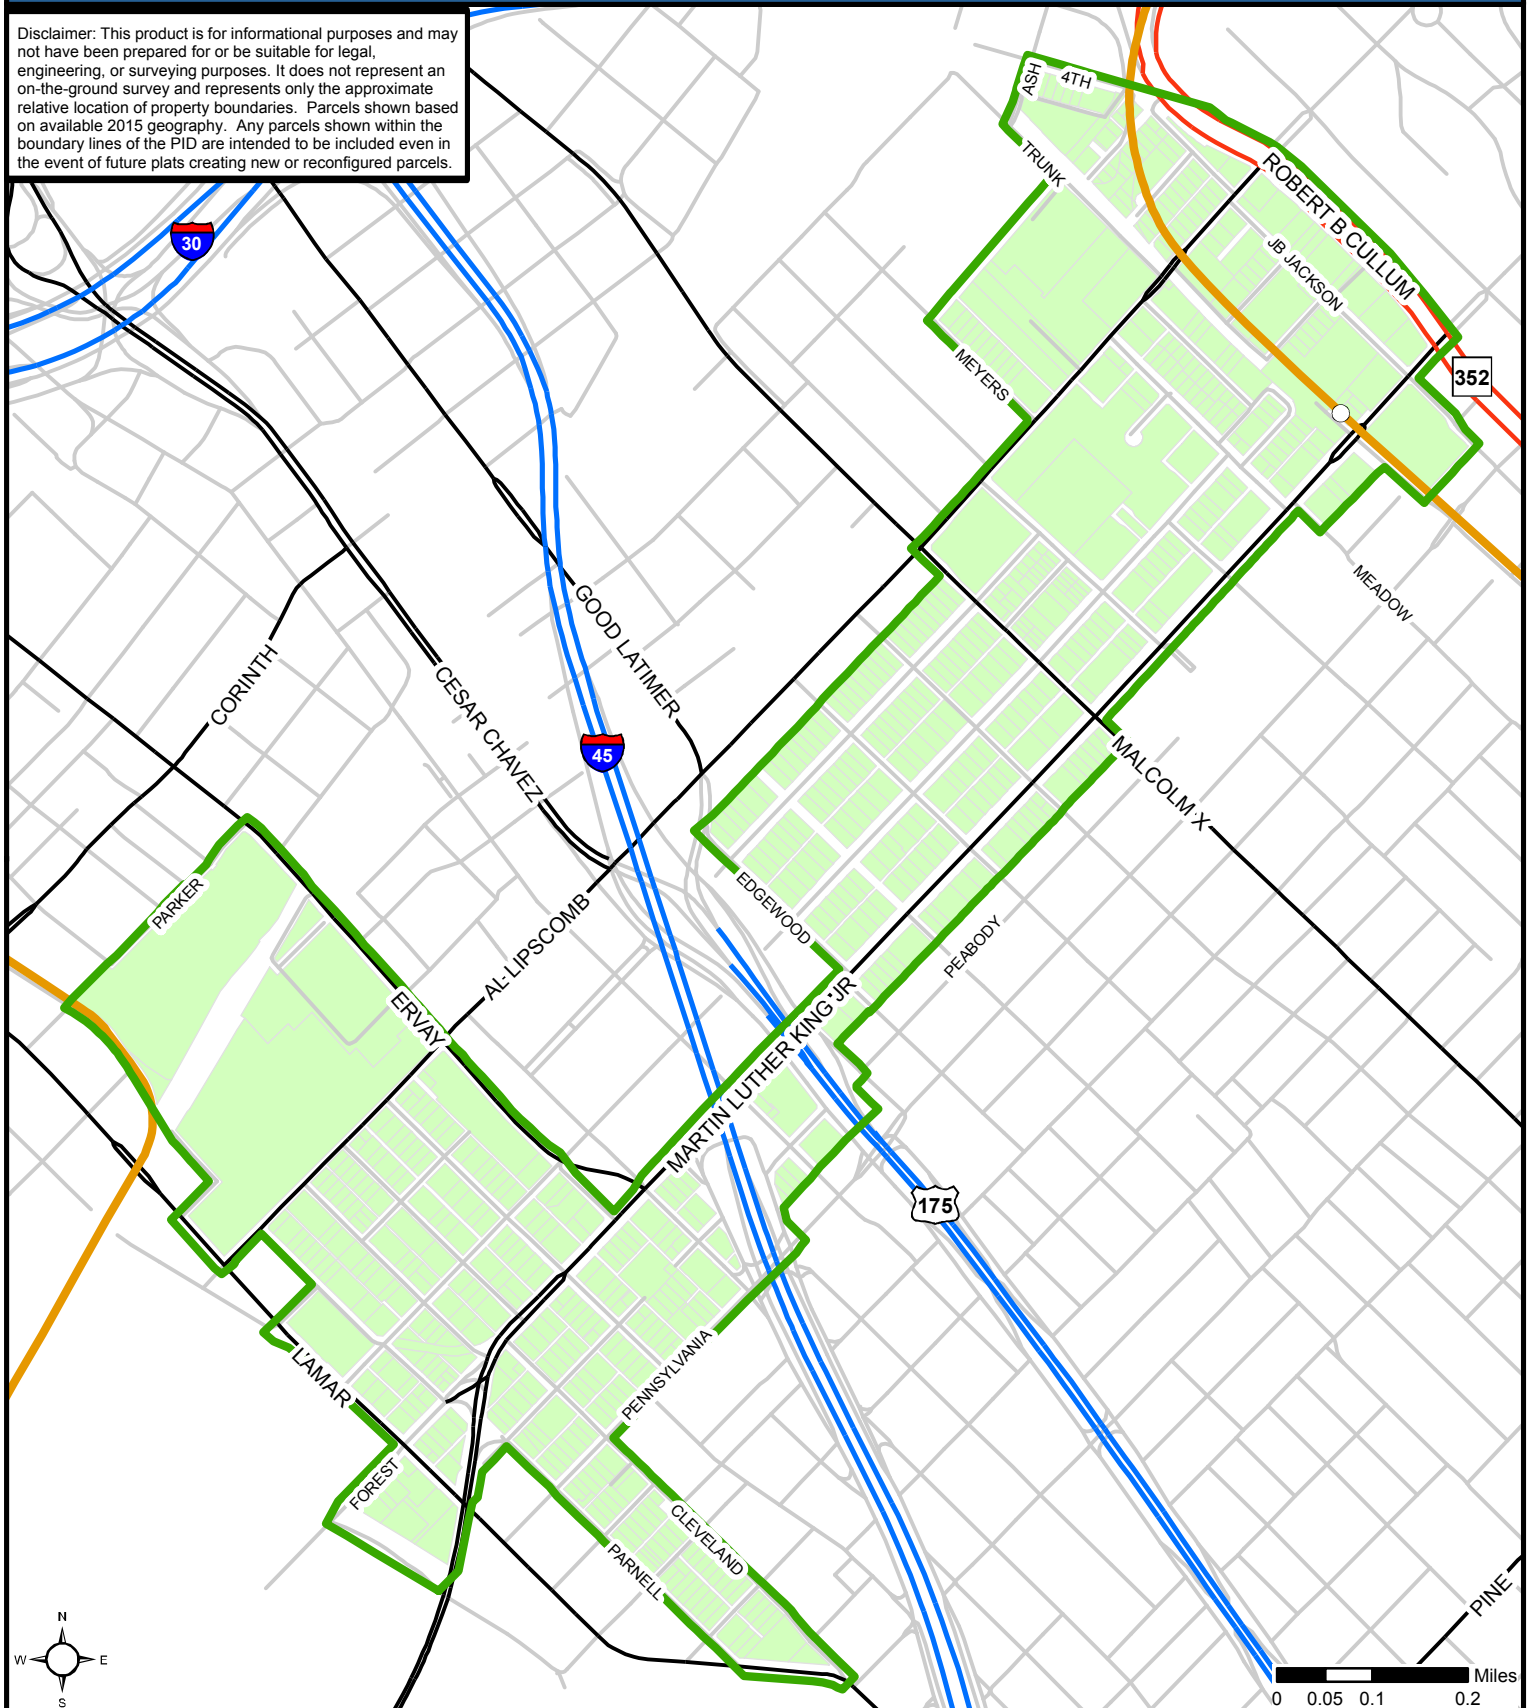 Disclaimer: This product is for informational purposes and may
not have been prepared for or be suitable for legal,
engineering, or surveying purposes. It does not represent an
on-the-ground survey and represents only the approximate
relative location of property boundaries. Parcels shown based
on available 2015 geography. Any parcels shown within the
boundary lines of the PID are intended to be included even in
the event of future plats creating new or reconfigured parcels.
ASH
4TH
TRUNK
ROBERT B CULLUM
30
JB JACKSON
MEYERS
352
MEADOW
GOOD LATIMER
CORINTH
CESAR CHAVEZ
45
MALCOLM X
PARKER
EDGEWOOD
AL LIPSCOMB
PEABODY
ERVAY
MARTIN LUTHER KING JR
175
LAMAR
PENNSYLVANIA
FOREST
CLEVELAND
PARNELL
PINE
N
W E
S
Miles
0 0.05 0.1 0.2